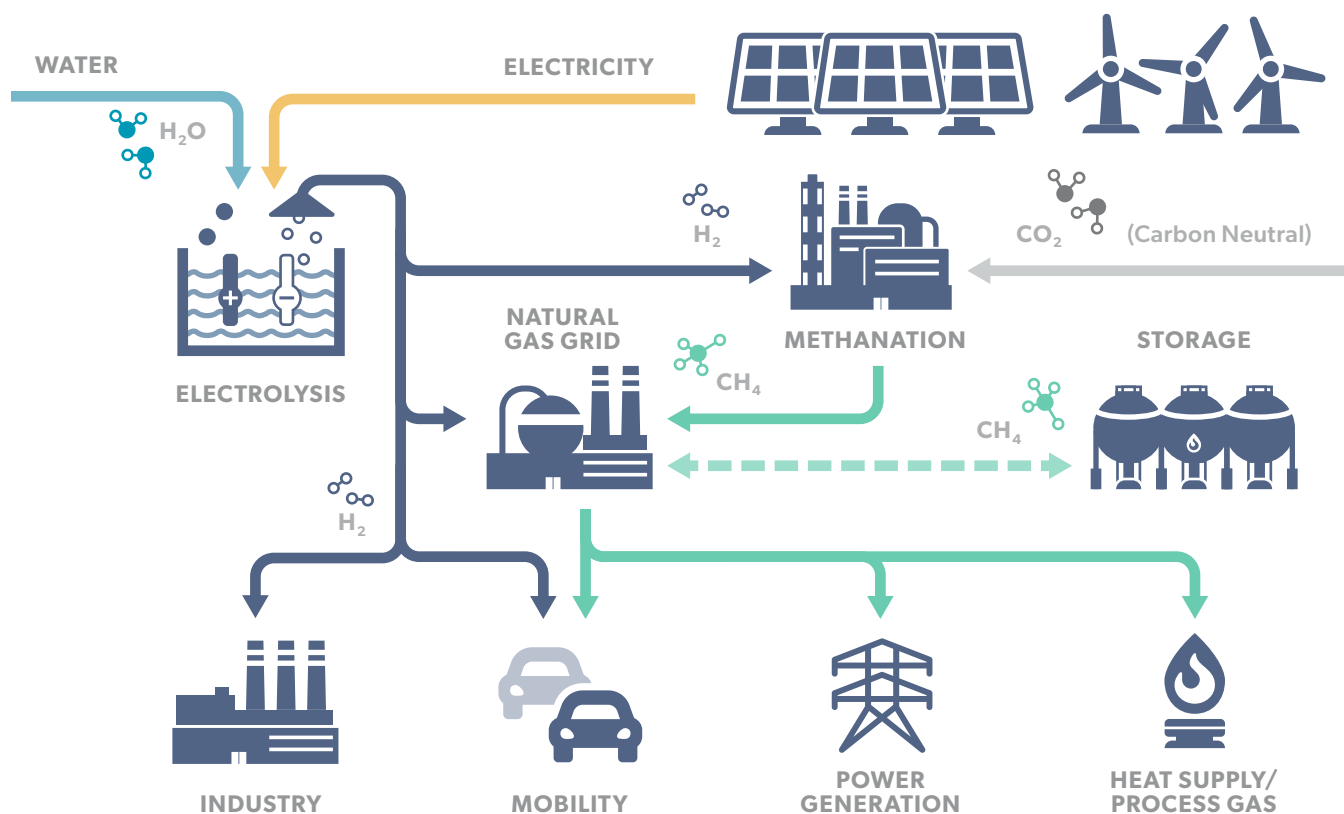 WATER
ELECTRICITY
H₂O
H₂
CO₂
(Carbon Neutral)
+
−
NATURAL
GAS GRID
METHANATION
STORAGE
ELECTROLYSIS
CH₄
CH₄
H₂
INDUSTRY
MOBILITY
POWER
GENERATION
HEAT SUPPLY/
PROCESS GAS